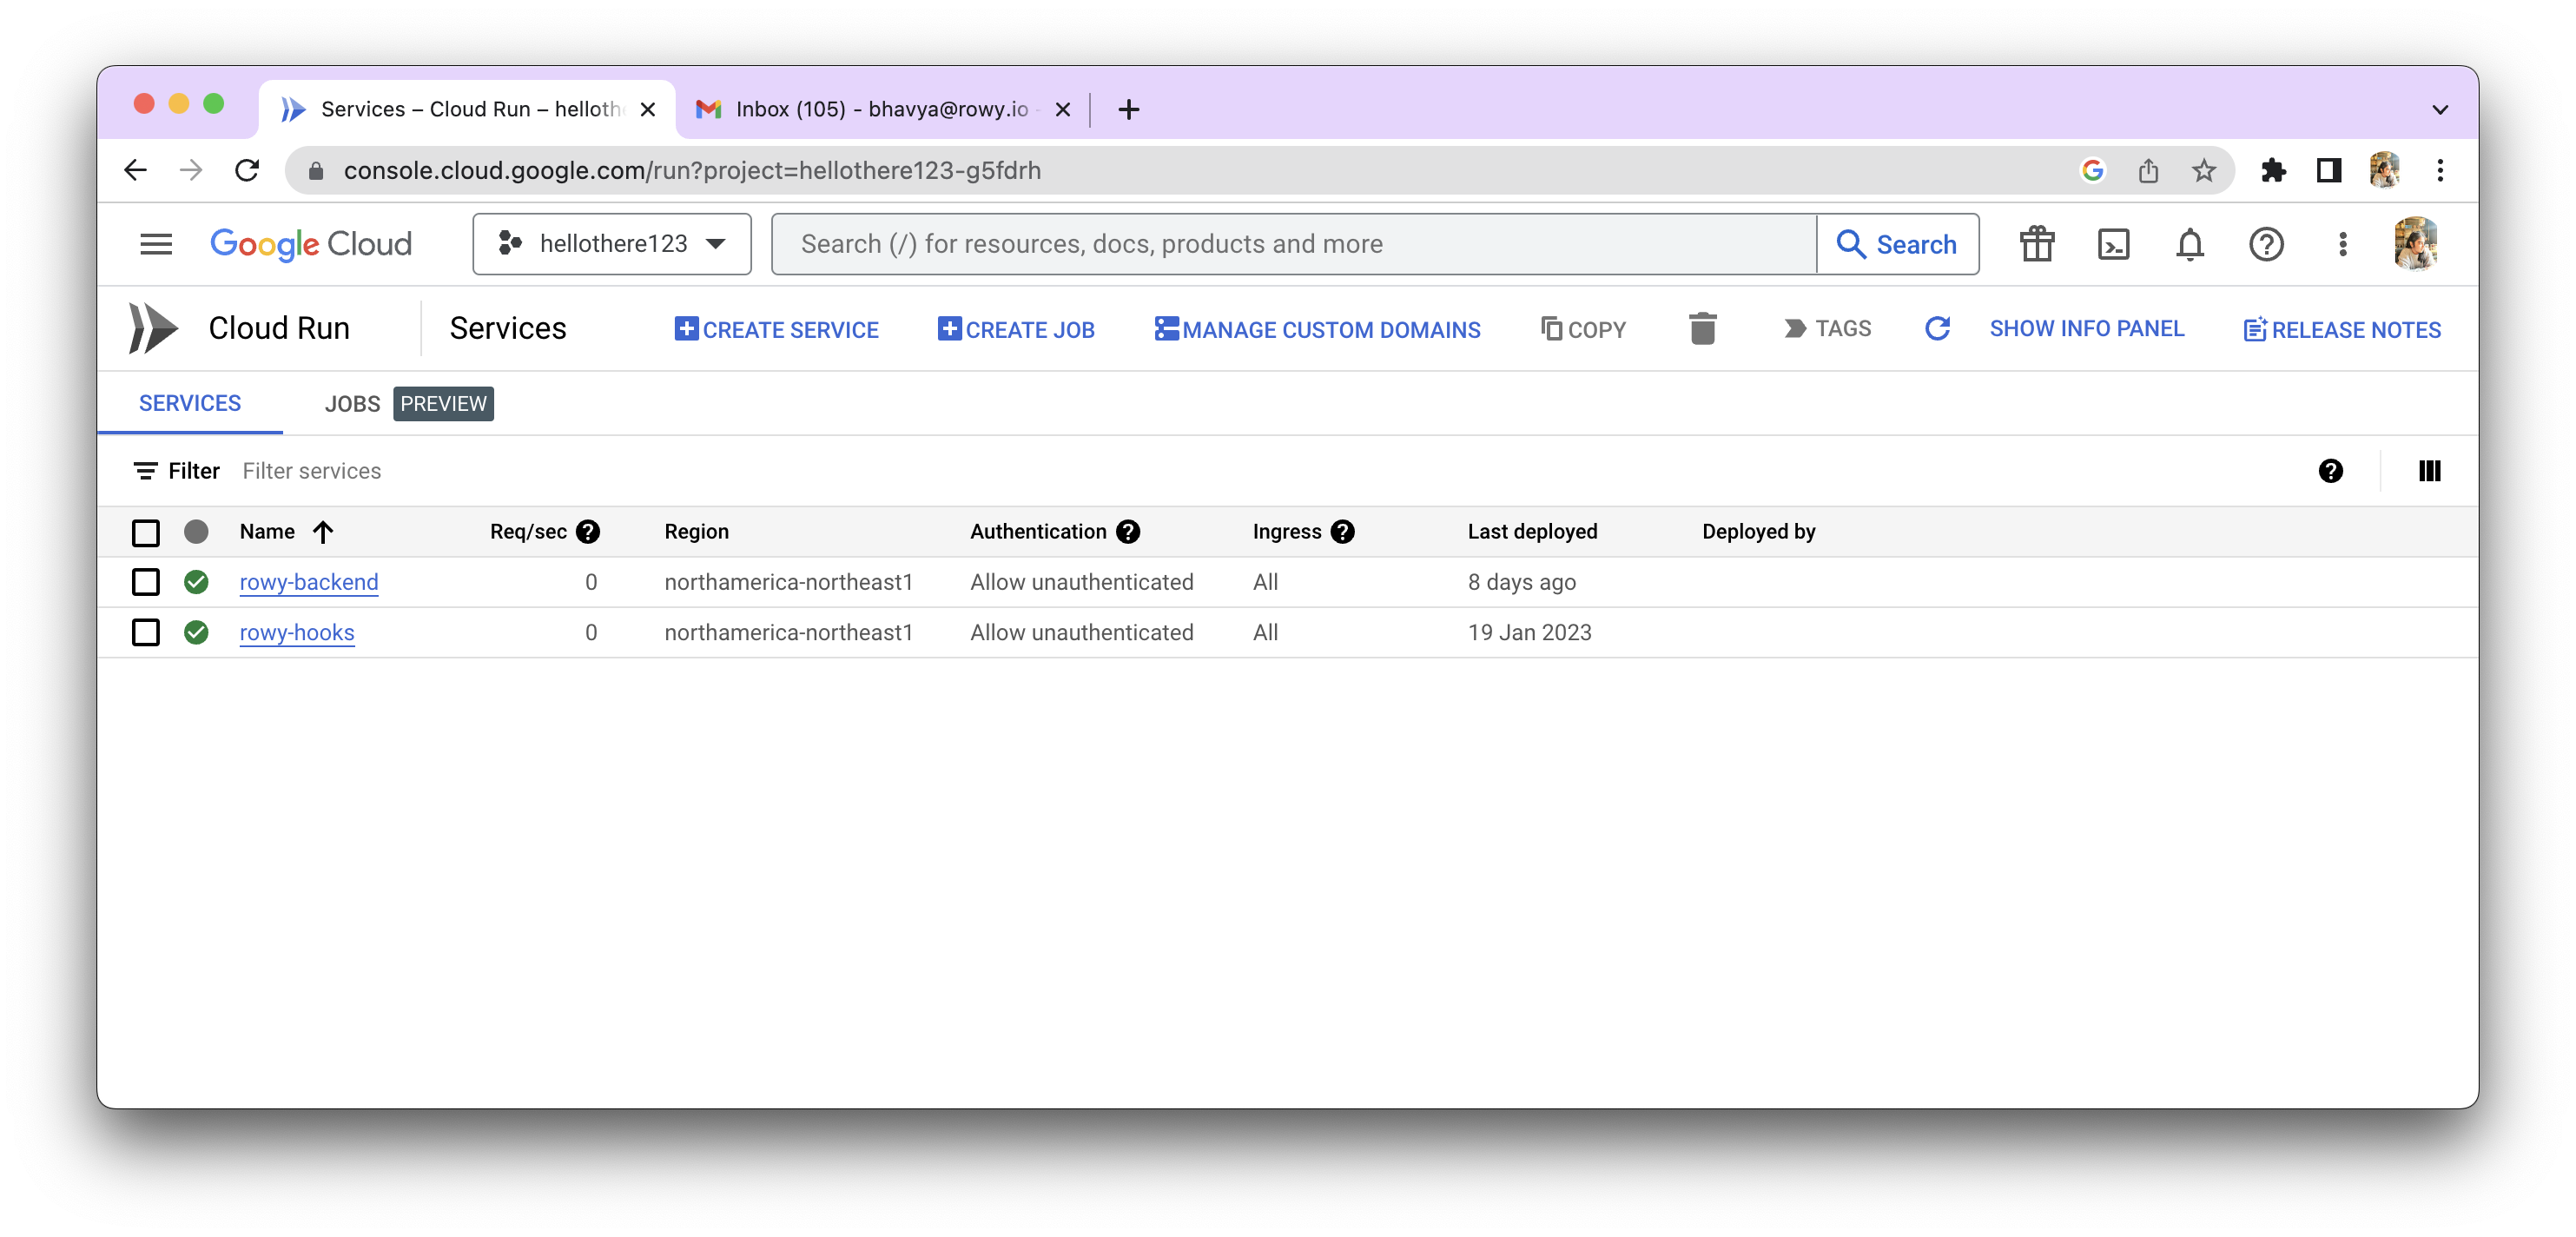 Services – Cloud Run – helloth
Inbox (105) - bhavya@rowy.io -
console.cloud.google.com/run?project=hellothere123-g5fdrh
Google Cloud
hellothere123
Search (/) for resources, docs, products and more
Search
Cloud Run
Services
CREATE SERVICE
CREATE JOB
MANAGE CUSTOM DOMAINS
COPY
TAGS
SHOW INFO PANEL
RELEASE NOTES
SERVICES
JOBS PREVIEW
Filter Filter services
Name Req/sec Region Authentication Ingress Last deployed Deployed by
rowy-backend 0 northamerica-northeast1 Allow unauthenticated All 8 days ago
rowy-hooks 0 northamerica-northeast1 Allow unauthenticated All 19 Jan 2023